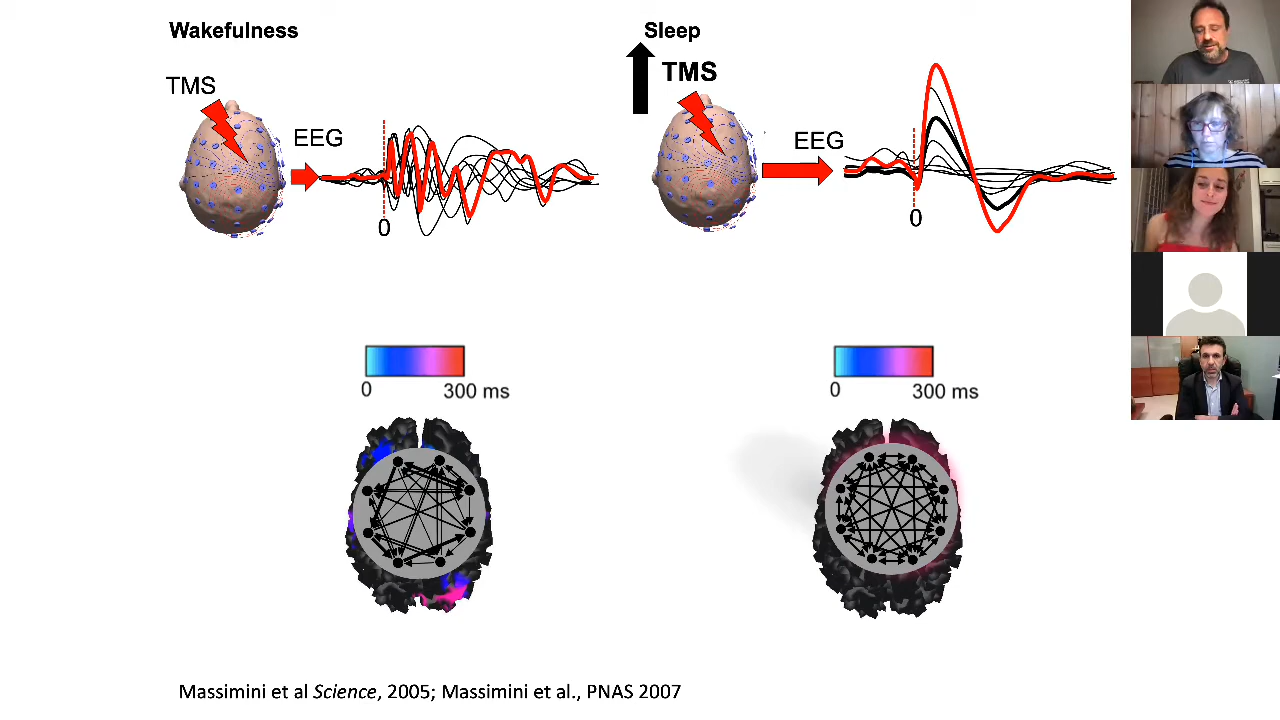 Wakefulness
TMS
EEG
0
Sleep
TMS
EEG
0
0 300 ms
0 300 ms
Massimini et al Science, 2005; Massimini et al., PNAS 2007